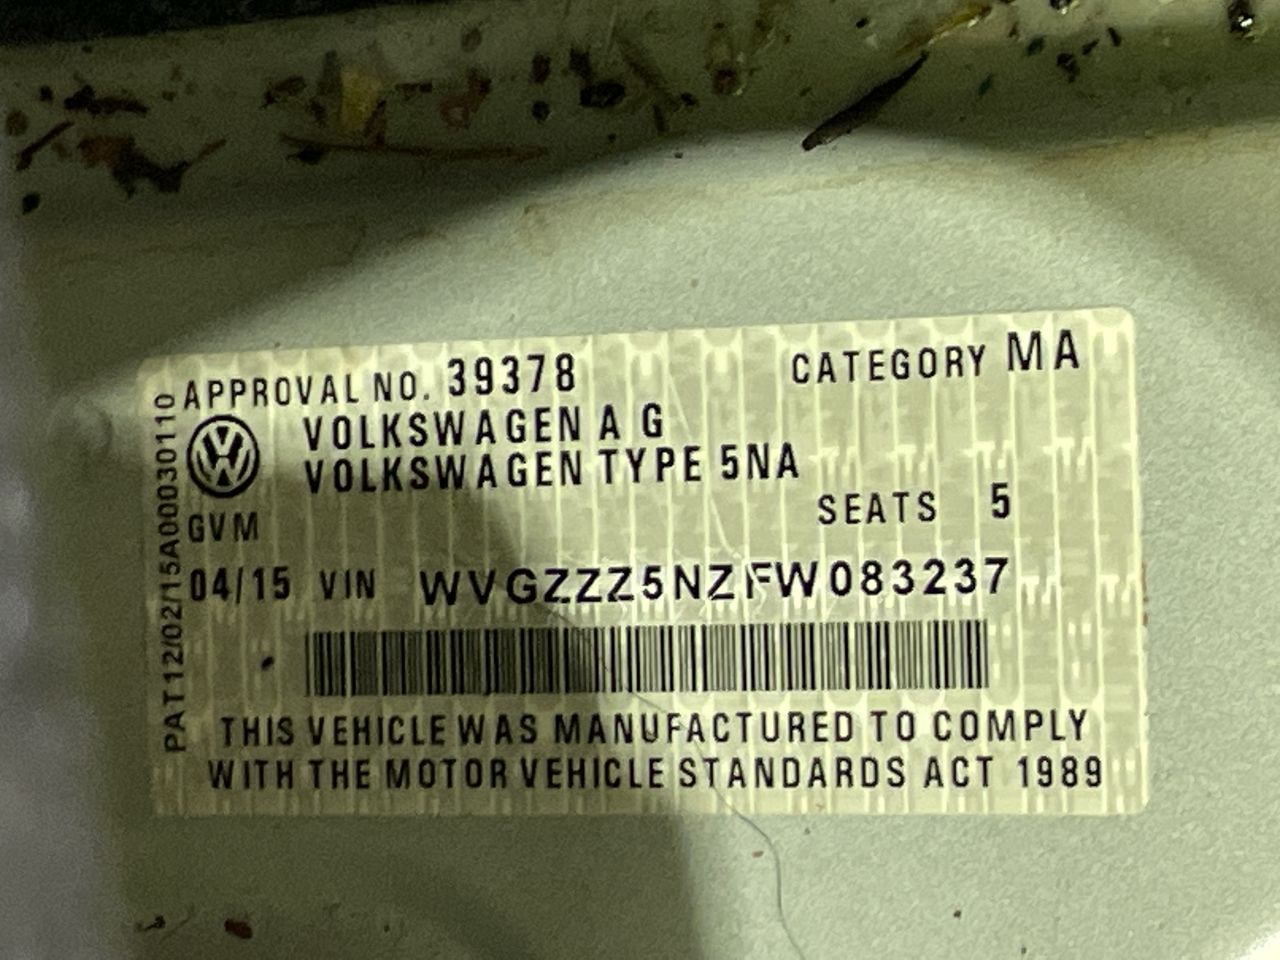 APPROVAL NO. 39378 CATEGORY MA
VOLKSWAGEN A G
VOLKSWAGEN TYPE 5NA
SEATS 5
GVM
04/15 VIN WVGZZZ5NZFW083237
THIS VEHICLE WAS MANUFACTURED TO COMPLY
WITH THE MOTOR VEHICLE STANDARDS ACT 1989
PAT12/02/15A00030110